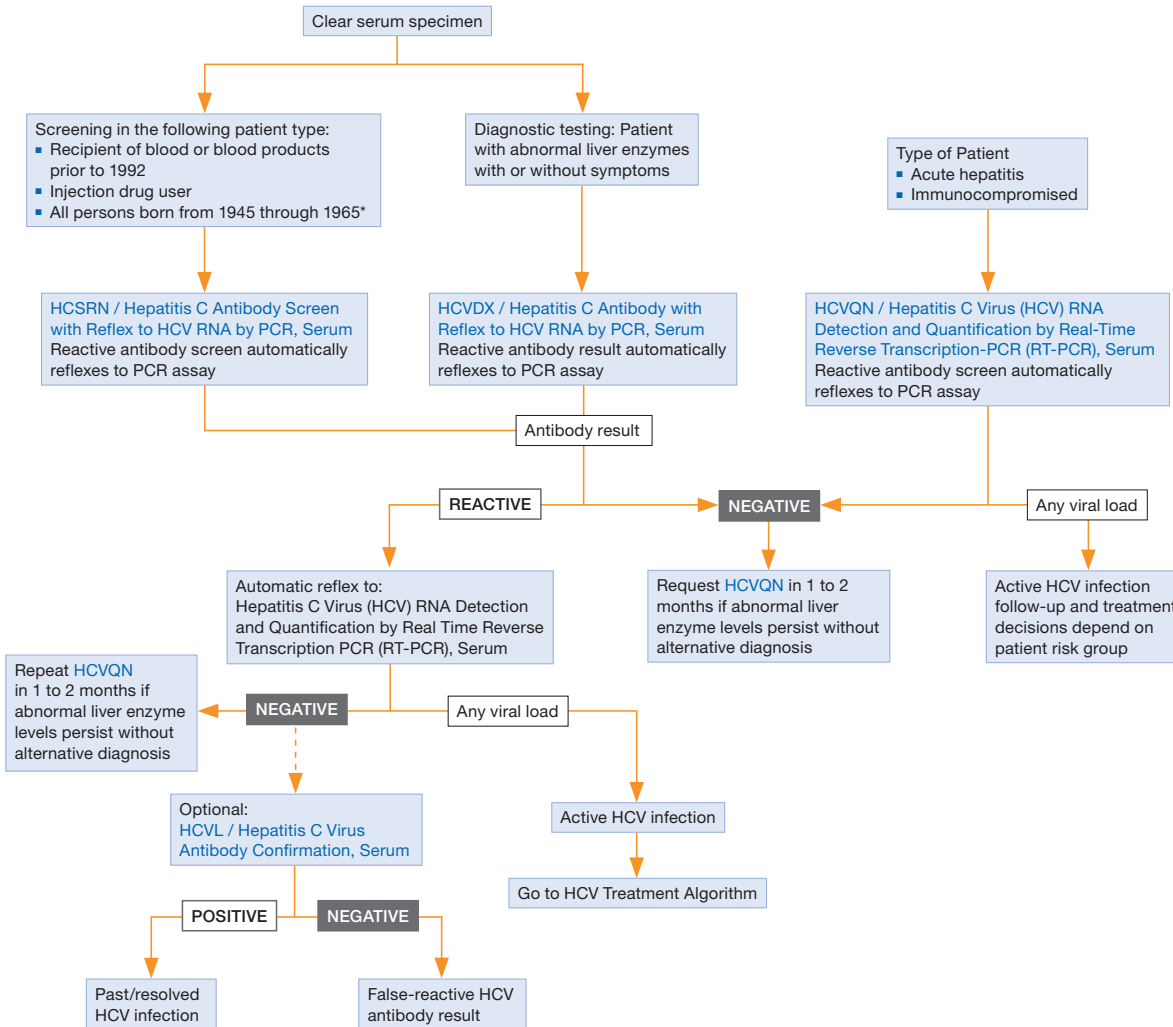 Clear serum specimen
Screening in the following patient type:
▪ Recipient of blood or blood products
prior to 1992
▪ Injection drug user
▪ All persons born from 1945 through 1965*
Diagnostic testing: Patient
with abnormal liver enzymes
with or without symptoms
Type of Patient
▪ Acute hepatitis
▪ Immunocompromised
HCSRN / Hepatitis C Antibody Screen
with Reflex to HCV RNA by PCR, Serum
Reactive antibody screen automatically
reflexes to PCR assay
HCVDX / Hepatitis C Antibody with
Reflex to HCV RNA by PCR, Serum
Reactive antibody result automatically
reflexes to PCR assay
HCVQN / Hepatitis C Virus (HCV) RNA
Detection and Quantification by Real-Time
Reverse Transcription-PCR (RT-PCR), Serum
Reactive antibody screen automatically
reflexes to PCR assay
Antibody result
REACTIVE
NEGATIVE
Any viral load
Automatic reflex to:
Hepatitis C Virus (HCV) RNA Detection
and Quantification by Real Time Reverse
Transcription PCR (RT-PCR), Serum
Request HCVQN in 1 to 2
months if abnormal liver
enzyme levels persist without
alternative diagnosis
Active HCV infection
follow-up and treatment
decisions depend on
patient risk group
Repeat HCVQN
in 1 to 2 months if
abnormal liver enzyme
levels persist without
alternative diagnosis
NEGATIVE
Any viral load
Optional:
HCVL / Hepatitis C Virus
Antibody Confirmation, Serum
Active HCV infection
Go to HCV Treatment Algorithm
POSITIVE
NEGATIVE
Past/resolved
HCV infection
False-reactive HCV
antibody result